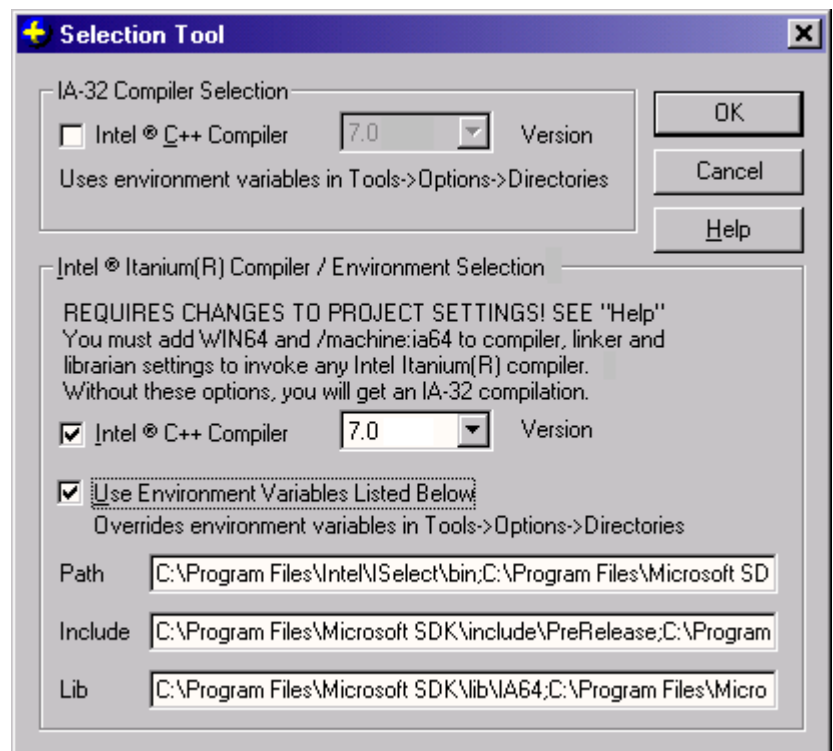 Selection Tool
IA-32 Compiler Selection
Intel ® C++ Compiler 7.0 Version
Uses environment variables in Tools->Options->Directories
OK
Cancel
Help
Intel ® Itanium(R) Compiler / Environment Selection
REQUIRES CHANGES TO PROJECT SETTINGS! SEE "Help"
You must add WIN64 and /machine:ia64 to compiler, linker and
librarian settings to invoke any Intel Itanium(R) compiler.
Without these options, you will get an IA-32 compilation.
Intel ® C++ Compiler 7.0 Version
Use Environment Variables Listed Below
Overrides environment variables in Tools->Options->Directories
Path C:\Program Files\Intel\ISelect\bin;C:\Program Files\Microsoft SD
Include C:\Program Files\Microsoft SDK\include\PreRelease;C:\Program
Lib C:\Program Files\Microsoft SDK\lib\IA64;C:\Program Files\Micro